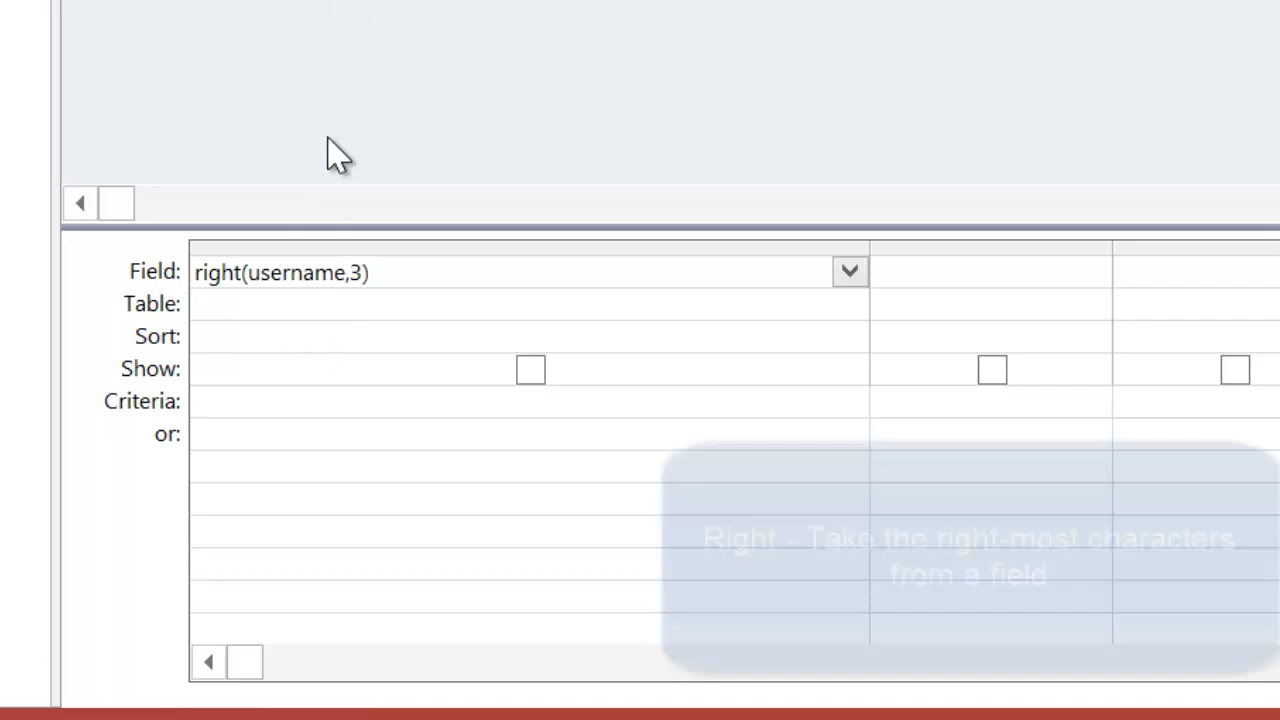 Field: right(username,3)
Table:
Sort:
Show:
Criteria:
or:
Right - Take the right-most characters
from a field